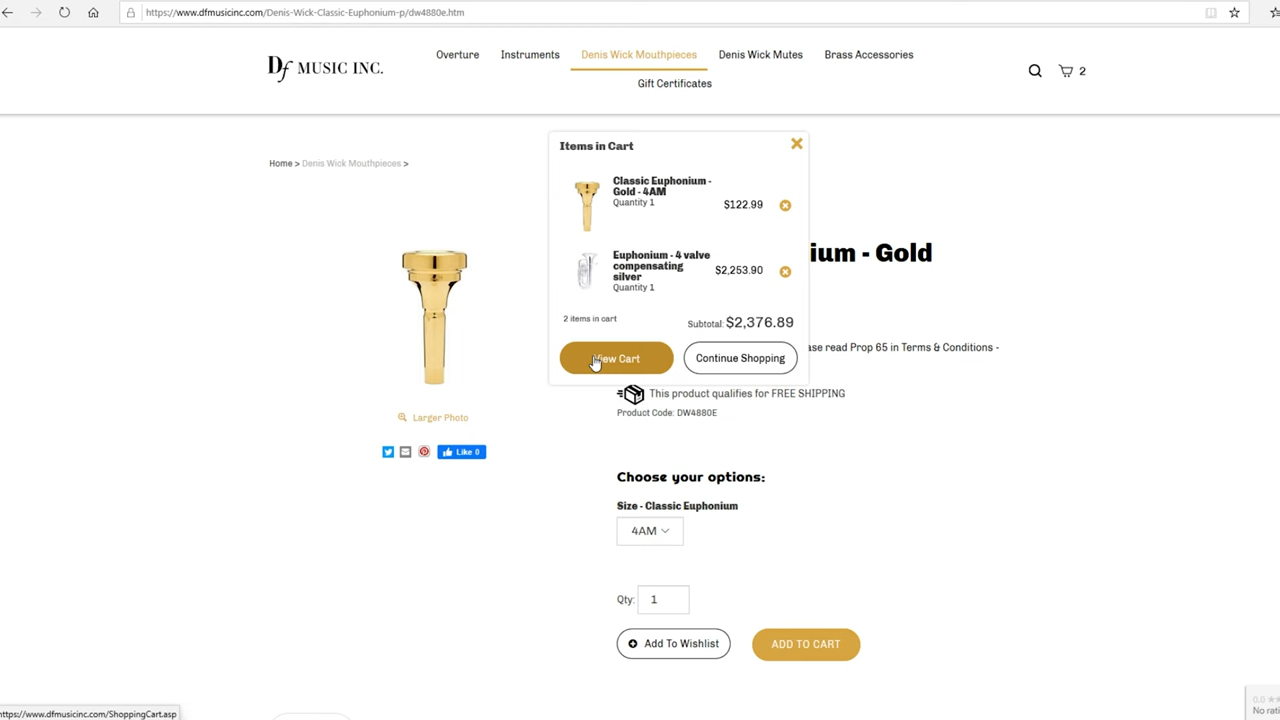 https://www.dfmusicinc.com/Denis-Wick-Classic-Euphonium-p/dw4880e.htm
Df MUSIC INC.
Overture
Instruments
Denis Wick Mouthpieces
Denis Wick Mutes
Brass Accessories
Gift Certificates
2
Home > Denis Wick Mouthpieces >
Items in Cart
Classic Euphonium -
Gold - 4AM
Quantity 1
$122.99
Euphonium - 4 valve
compensating
silver
Quantity 1
$2,253.90
2 items in cart
Subtotal: $2,376.89
View Cart
Continue Shopping
ium - Gold
ase read Prop 65 in Terms & Conditions -
This product qualifies for FREE SHIPPING
Product Code: DW4880E
Larger Photo
Like 0
Choose your options:
Size - Classic Euphonium
4AM
Qty: 1
Add To Wishlist
ADD TO CART
https://www.dfmusicinc.com/ShoppingCart.asp
0.0
No rati